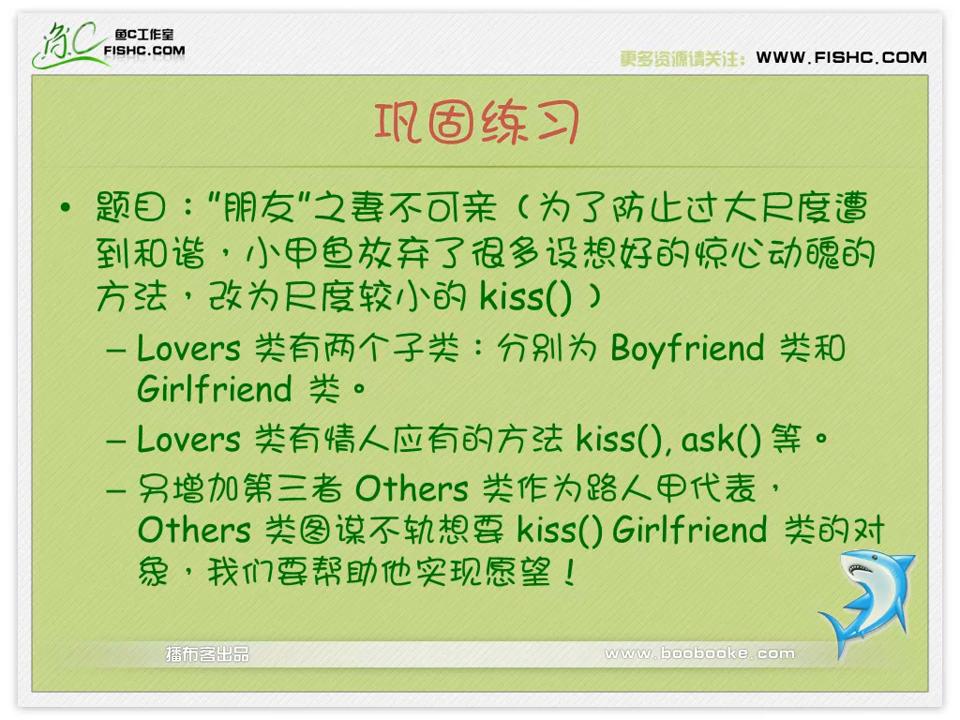 鱼C工作室
FISHC.COM
更多资源请关注：WWW.FISHC.COM
巩固练习
• 题目："朋友"之妻不可亲（为了防止过大尺度遭
到和谐，小甲鱼放弃了很多设想好的惊心动魄的
方法，改为尺度较小的 kiss()）
– Lovers 类有两个子类：分别为 Boyfriend 类和
Girlfriend 类。
– Lovers 类有情人应有的方法 kiss(), ask() 等。
– 另增加第三者 Others 类作为路人甲代表，
Others 类图谋不轨想要 kiss() Girlfriend 类的对
象，我们要帮助他实现愿望！
播布客出品
www.boobooke.com